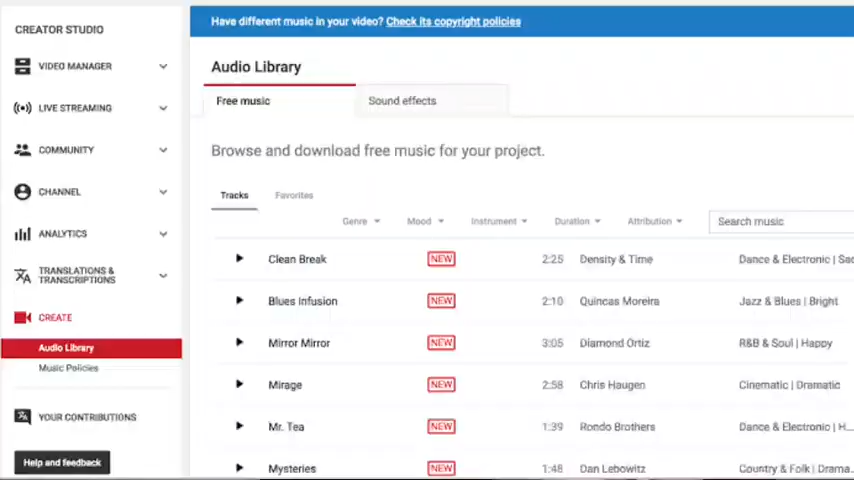 CREATOR STUDIO
VIDEO MANAGER
LIVE STREAMING
COMMUNITY
CHANNEL
ANALYTICS
TRANSLATIONS &
TRANSCRIPTIONS
CREATE
Audio Library
Music Policies
YOUR CONTRIBUTIONS
Help and feedback
Have different music in your video? Check its copyright policies
Audio Library
Free music Sound effects
Browse and download free music for your project.
Tracks Favorites
Genre Mood Instrument Duration Attribution Search music
Clean Break NEW 2:25 Density & Time Dance & Electronic | Sad
Blues Infusion NEW 2:10 Quincas Moreira Jazz & Blues | Bright
Mirror Mirror NEW 3:05 Diamond Ortiz R&B & Soul | Happy
Mirage NEW 2:58 Chris Haugen Cinematic | Dramatic
Mr. Tea NEW 1:39 Rondo Brothers Dance & Electronic | H...
Mysteries NEW 1:48 Dan Lebowitz Country & Folk | Drama...